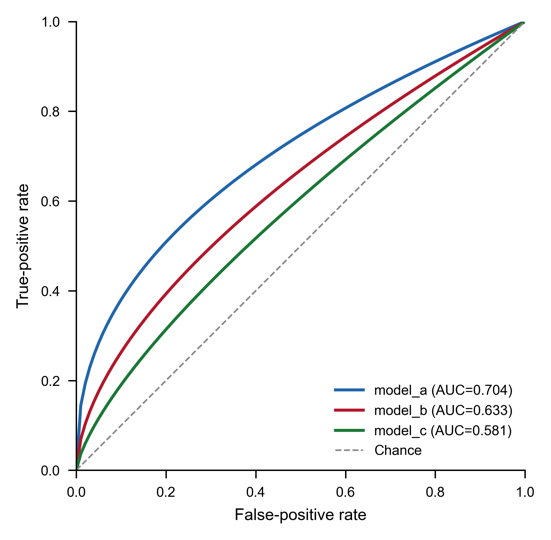 1.0
0.8
0.6
0.4
0.2
0.0
True-positive rate
model_a (AUC=0.704)
model_b (AUC=0.633)
model_c (AUC=0.581)
Chance
0.0 0.2 0.4 0.6 0.8 1.0
False-positive rate